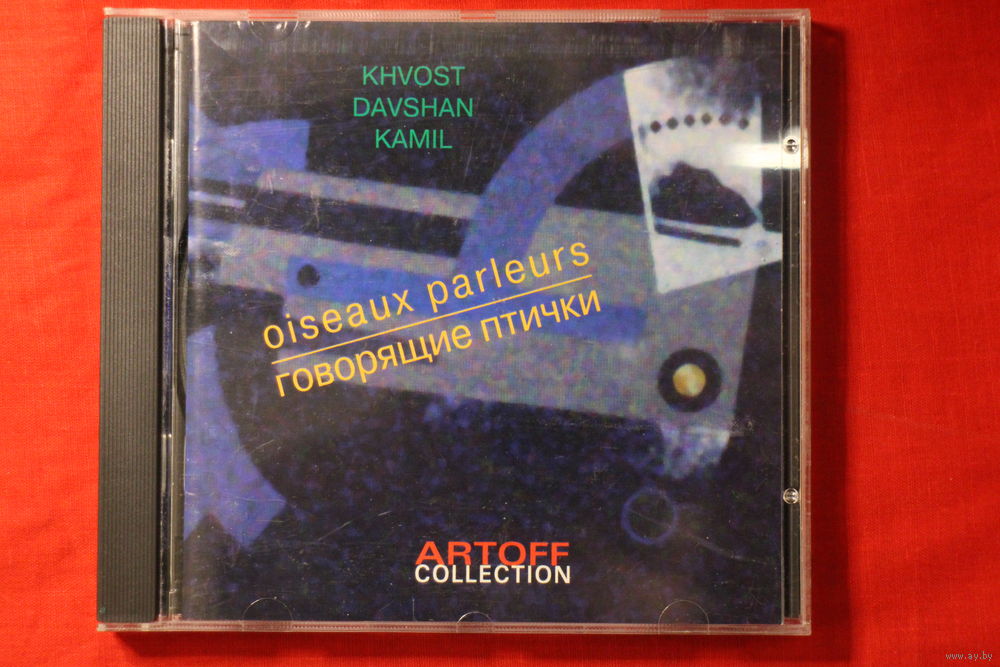 KHVOST
DAVSHAN
KAMIL
oiseaux parleurs
говорящие птички
ARTOFF
COLLECTION
www.ay.by